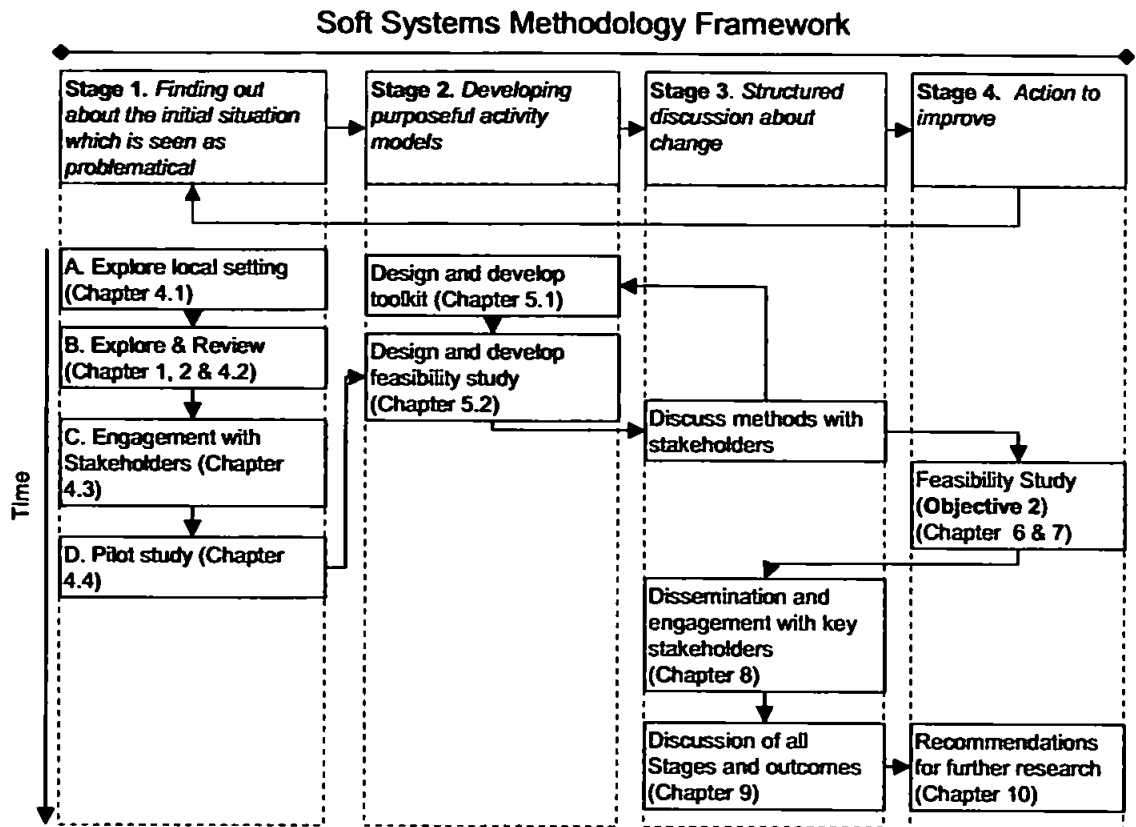 Soft Systems Methodology Framework
Stage 1. Finding out
about the initial situation
which is seen as
problematical
Stage 2. Developing
purposeful activity
models
Stage 3. Structured
discussion about
change
Stage 4. Action to
improve
Time
A. Explore local setting
(Chapter 4.1)
B. Explore & Review
(Chapter 1, 2 & 4.2)
C. Engagement with
Stakeholders (Chapter
4.3)
D. Pilot study (Chapter
4.4)
Design and develop
toolkit (Chapter 5.1)
Design and develop
feasibility study
(Chapter 5.2)
Discuss methods with
stakeholders
Feasibility Study
(Objective 2)
(Chapter 6 & 7)
Dissemination and
engagement with key
stakeholders
(Chapter 8)
Discussion of all
Stages and outcomes
(Chapter 9)
Recommendations
for further research
(Chapter 10)